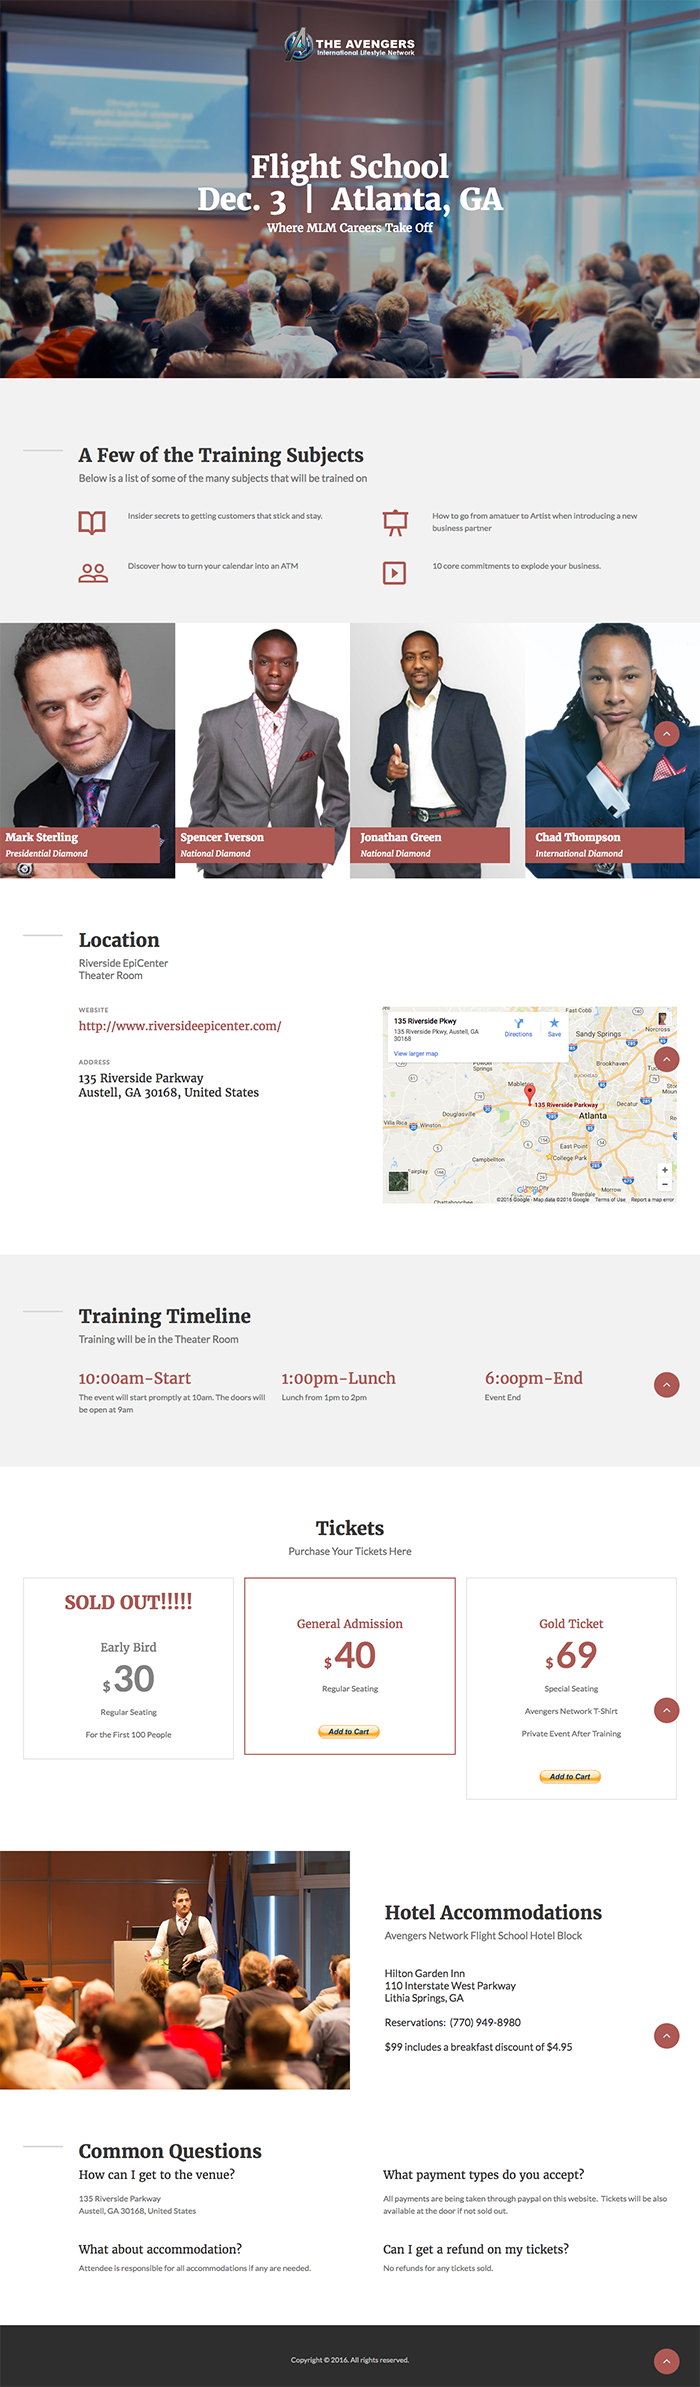 THE AVENGERS
International Lifestyle Network
Flight School
Dec. 3 | Atlanta, GA
Where MLM Careers Take Off
A Few of the Training Subjects
Below is a list of some of the many subjects that will be trained on
Insider secrets to getting customers that stick and stay.
How to go from amatuer to Artist when introducing a new
business partner
Discover how to turn your calendar into an ATM
10 core commitments to explode your business.
Mark Sterling
Presidential Diamond
Spencer Iverson
National Diamond
Jonathan Green
National Diamond
Chad Thompson
International Diamond
Location
Riverside EpiCenter
Theater Room
WEBSITE
http://www.riversideepicenter.com/
ADDRESS
135 Riverside Parkway
Austell, GA 30168, United States
135 Riverside Pkwy
135 Riverside Pkwy, Austell, GA
30168
Directions
Save
View larger map
East Cobb
Sandy Springs
Norcross
Brookhaven
Tucker
BUCKHEAD
Powder
Springs
Mableton
135 Riverside Parkway
Decatur
Atlanta
Douglasville
Villa Rica
Winston
East Point
College Park
Campbellton
Fairplay
Union City
Riverdale
Morrow
Chattahoochee
Google
©2016 Google - Map data ©2016 Google
Terms of Use
Report a map error
Training Timeline
Training will be in the Theater Room
10:00am-Start
The event will start promptly at 10am. The doors will
be open at 9am
1:00pm-Lunch
Lunch from 1pm to 2pm
6:00pm-End
Event End
Tickets
Purchase Your Tickets Here
SOLD OUT!!!!!
Early Bird
$30
Regular Seating
For the First 100 People
General Admission
$40
Regular Seating
Add to Cart
Gold Ticket
$69
Special Seating
Avengers Network T-Shirt
Private Event After Training
Add to Cart
Hotel Accommodations
Avengers Network Flight School Hotel Block
Hilton Garden Inn
110 Interstate West Parkway
Lithia Springs, GA
Reservations: (770) 949-8980
$99 includes a breakfast discount of $4.95
Common Questions
How can I get to the venue?
135 Riverside Parkway
Austell, GA 30168, United States
What payment types do you accept?
All payments are being taken through paypal on this website. Tickets will be also
available at the door if not sold out.
What about accommodation?
Attendee is responsible for all accommodations if any are needed.
Can I get a refund on my tickets?
No refunds for any tickets sold.
Copyright © 2016. All rights reserved.